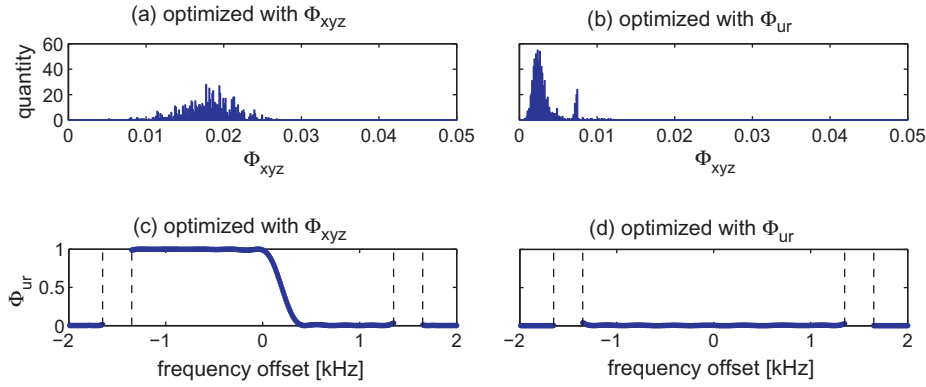 (a) optimized with Φxyz
(b) optimized with Φur
quantity
60
40
20
0
0 0.01 0.02 0.03 0.04 0.05
Φxyz
0 0.01 0.02 0.03 0.04 0.05
Φxyz
(c) optimized with Φxyz
(d) optimized with Φur
Φur
1
0.5
0
−2 −1 0 1 2
frequency offset [kHz]
−2 −1 0 1 2
frequency offset [kHz]